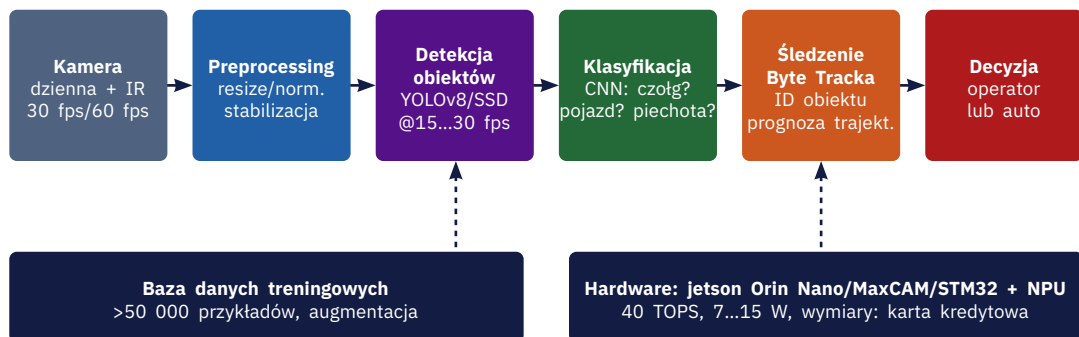 Kamera
dzienna + IR
30 fps/60 fps
Preprocessing
resize/norm.
stabilizacja
Detekcja
obiektów
YOLOv8/SSD
@15...30 fps
Klasyfikacja
CNN: czołg?
pojazd? piechota?
Śledzenie
Byte Tracka
ID obiektu
prognoza trajekt.
Decyzja
operator
lub auto
Baza danych treningowych
>50 000 przykładów, augmentacja
Hardware: jetson Orin Nano/MaxCAM/STM32 + NPU
40 TOPS, 7...15 W, wymiary: karta kredytowa